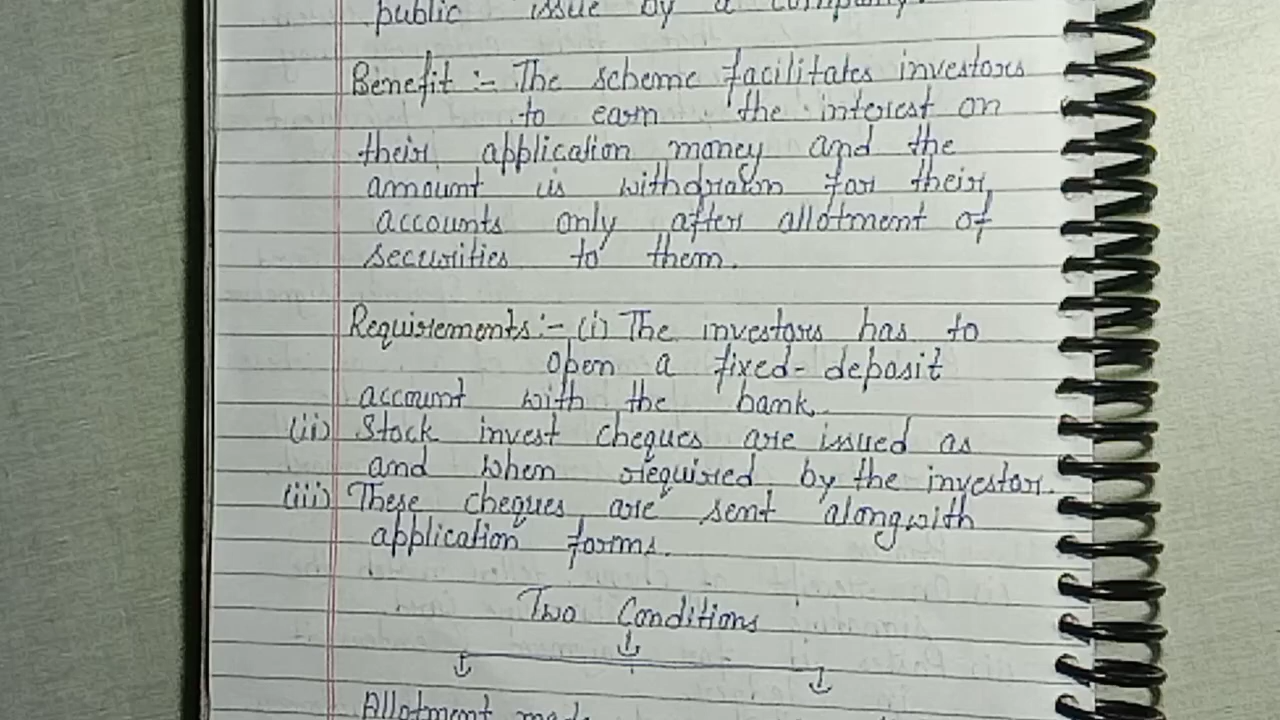 public issue by a company.
Benefit :- The scheme facilitates investors
to earn the interest on
their application money and the
amount is withdrawn for their
accounts only after allotment of
securities to them.
Requirements :- (i) The investors has to
open a fixed-deposit
account with the bank.
(ii) Stock invest cheques are issued as
and when required by the investor.
(iii) These cheques are sent alongwith
application forms.
Two Conditions
Allotment made